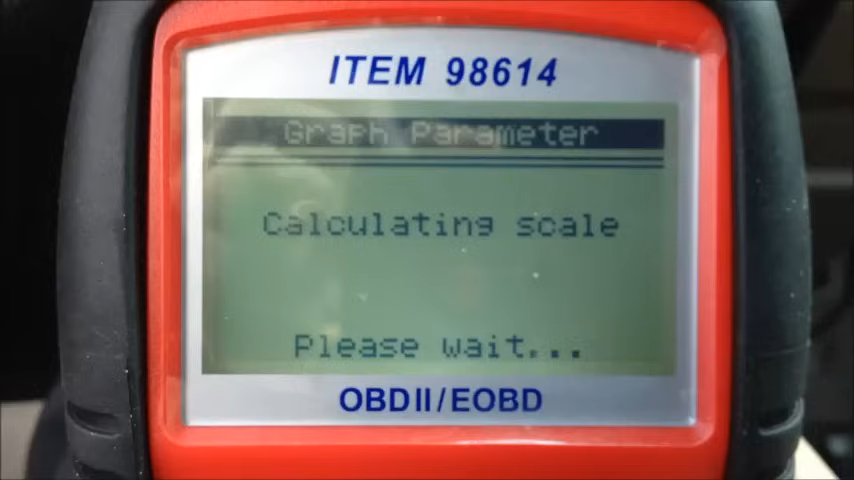 ITEM 98614
Graph Parameter
Calculating scale
Please wait...
OBDII/EOBD